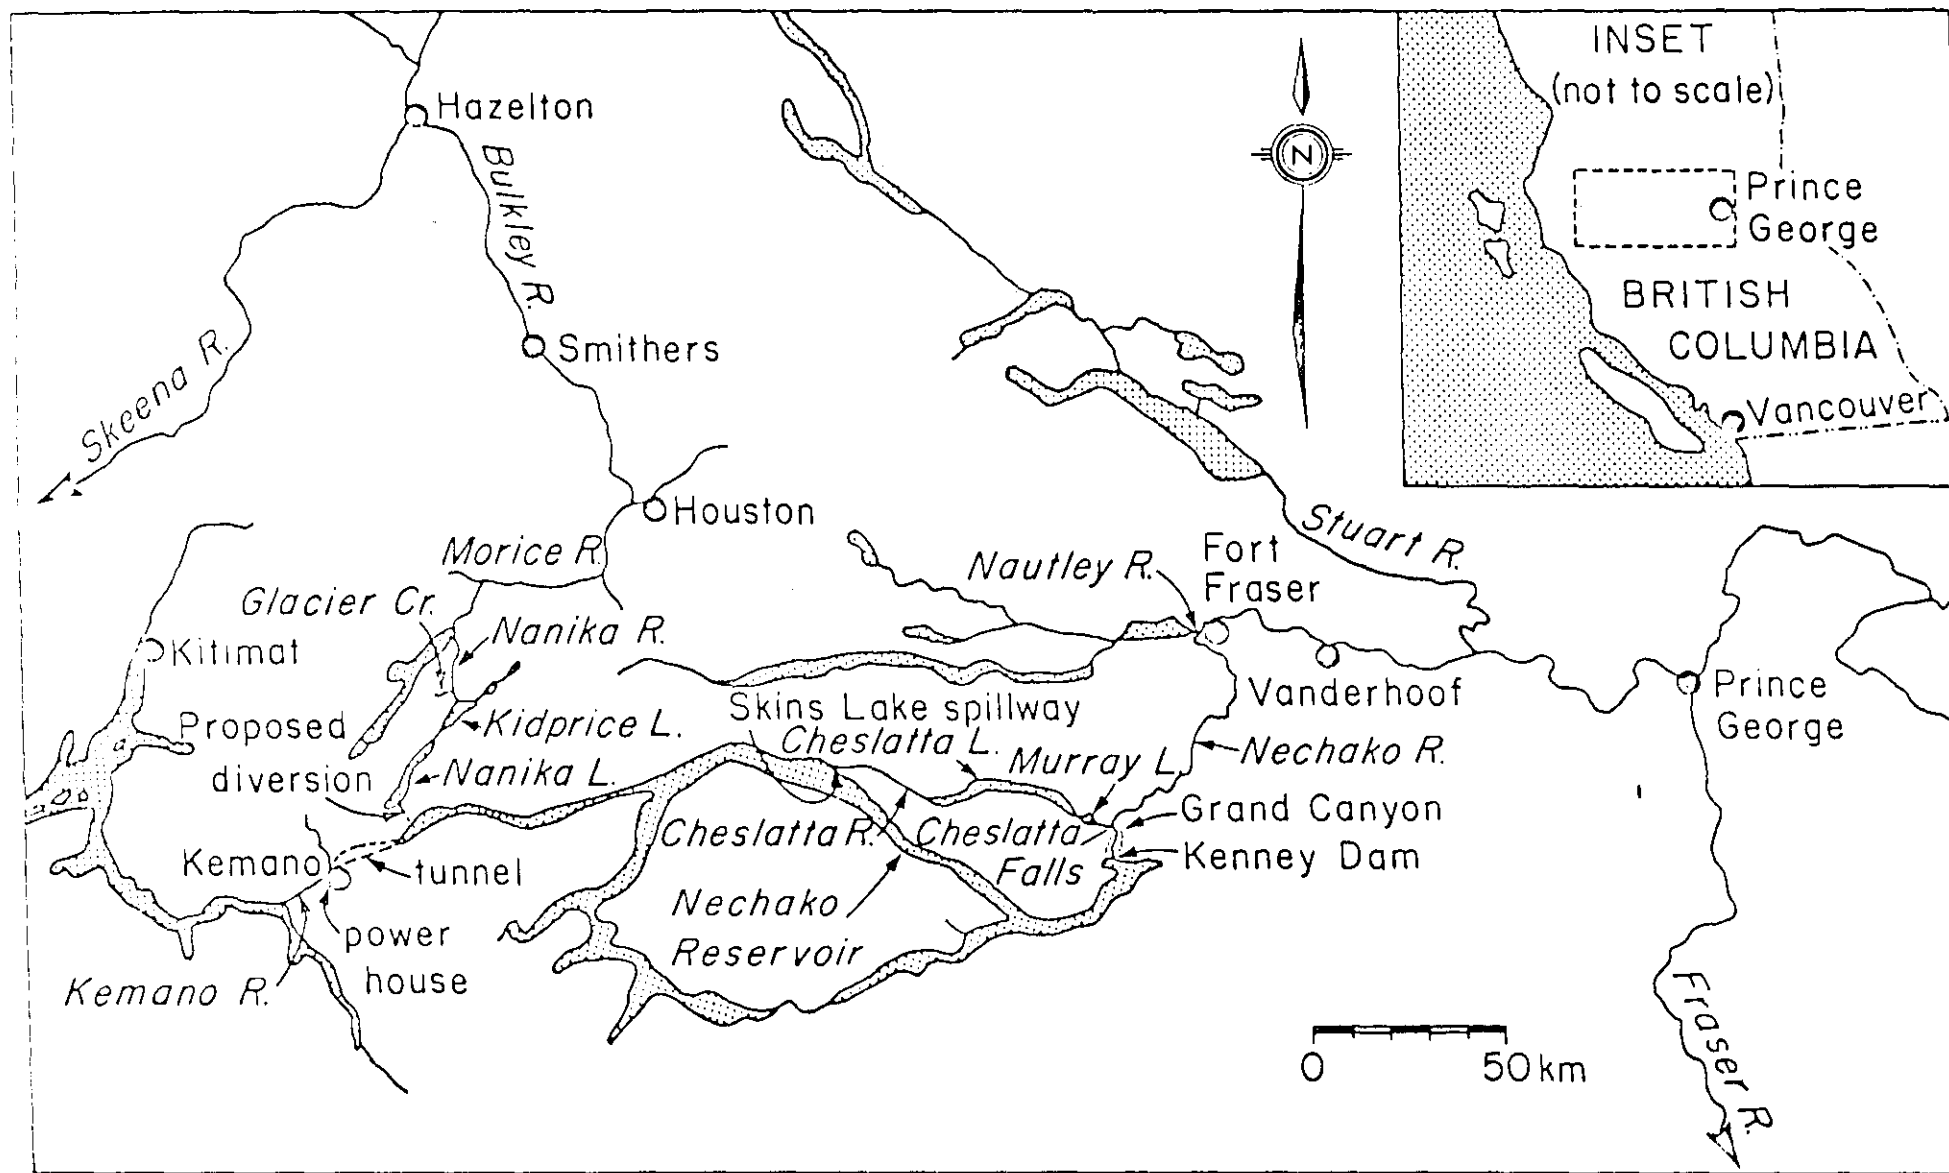 INSET
(not to scale)
Prince
George
BRITISH
COLUMBIA
Vancouver
N
Hazelton
Bulkley R.
Smithers
Skeena R.
Houston
Morice R.
Glacier Cr.
Nanika R.
Kitimat
Proposed
diversion
Kidprice L.
Nanika L.
Kemano
tunnel
power
house
Kemano R.
Stuart R.
Nautley R.
Fort
Fraser
Vanderhoof
Prince
George
Skins Lake spillway
Cheslatta L.
Murray L.
Nechako R.
Cheslatta R.
Cheslatta
Falls
Grand Canyon
Kenney Dam
Nechako
Reservoir
0 50 km
Fraser R.